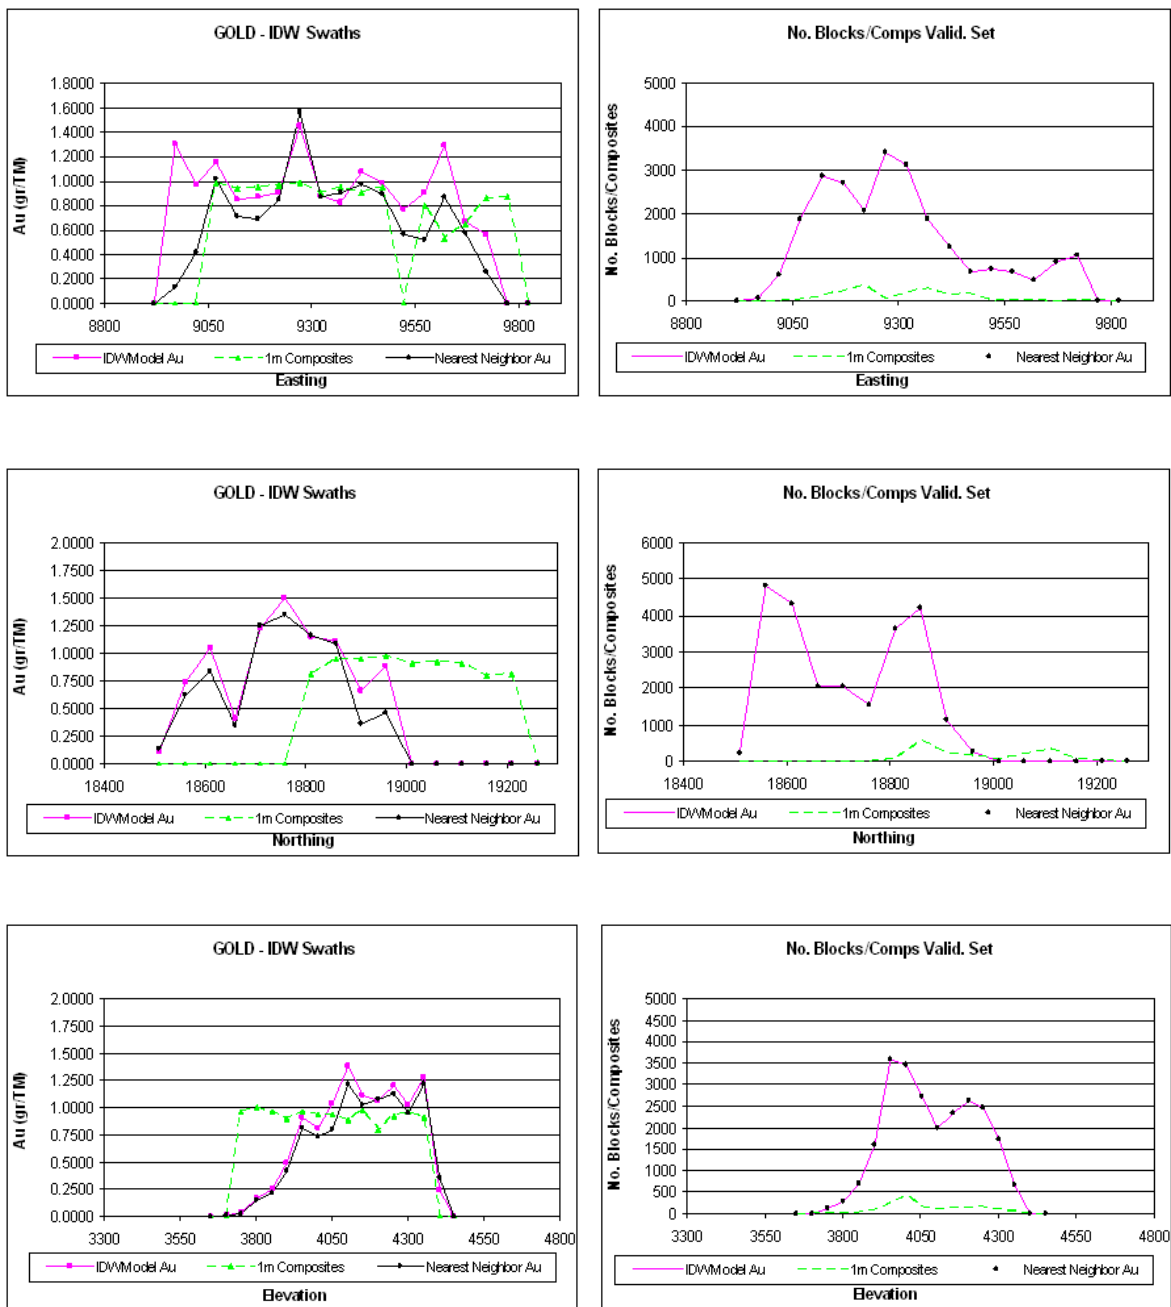 GOLD - IDW Swaths
Au (gr/TM)
1.8000
1.6000
1.4000
1.2000
1.0000
0.8000
0.6000
0.4000
0.2000
0.0000
8800 9050 9300 9550 9800
IDWModel Au 1m Composites Nearest Neighbor Au
Easting
No. Blocks/Comps Valid. Set
No. Blocks/Composites
5000
4000
3000
2000
1000
0
8800 9050 9300 9550 9800
IDWModel Au 1m Composites Nearest Neighbor Au
Easting
GOLD - IDW Swaths
Au (gr/TM)
2.0000
1.7500
1.5000
1.2500
1.0000
0.7500
0.5000
0.2500
0.0000
18400 18600 18800 19000 19200
IDWModel Au 1m Composites Nearest Neighbor Au
Northing
No. Blocks/Comps Valid. Set
No. Blocks/Composites
6000
5000
4000
3000
2000
1000
0
18400 18600 18800 19000 19200
IDWModel Au 1m Composites Nearest Neighbor Au
Northing
GOLD - IDW Swaths
Au (gr/TM)
2.0000
1.7500
1.5000
1.2500
1.0000
0.7500
0.5000
0.2500
0.0000
3300 3550 3800 4050 4300 4550 4800
IDWModel Au 1m Composites Nearest Neighbor Au
Elevation
No. Blocks/Comps Valid. Set
No. Blocks/Composites
5000
4500
4000
3500
3000
2500
2000
1500
1000
500
0
3300 3550 3800 4050 4300 4550 4800
IDWModel Au 1m Composites Nearest Neighbor Au
Elevation